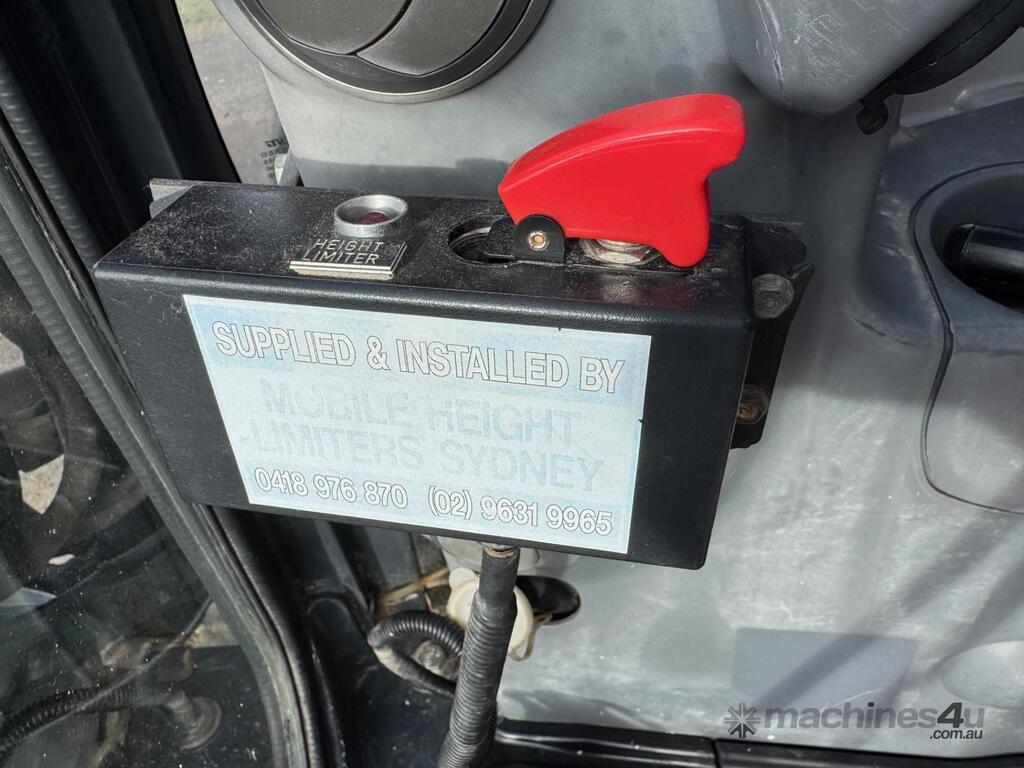 HEIGHT
LIMITER
SUPPLIED & INSTALLED BY
MOBILE HEIGHT
LIMITERS SYDNEY
0418 976 870 (02) 9631 9965
machines4u
.com.au